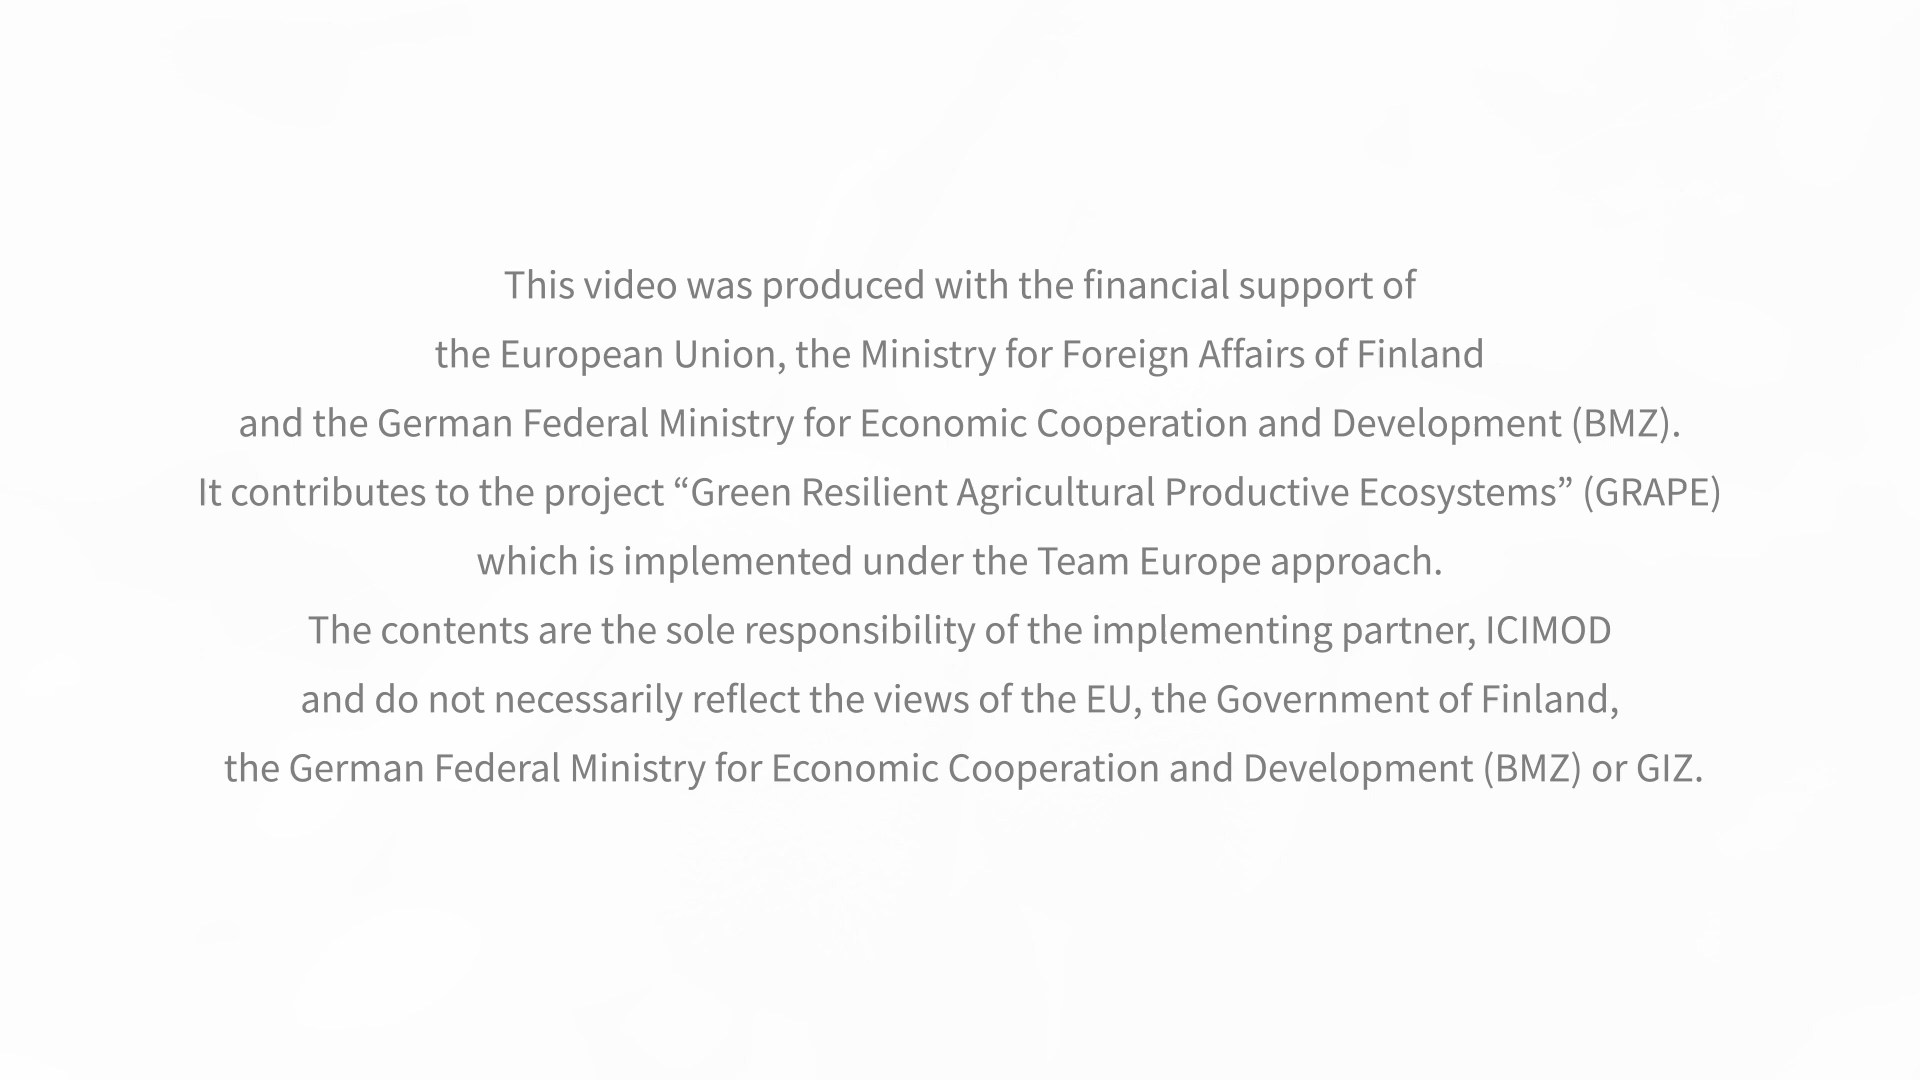 This video was produced with the financial support of
the European Union, the Ministry for Foreign Affairs of Finland
and the German Federal Ministry for Economic Cooperation and Development (BMZ).
It contributes to the project “Green Resilient Agricultural Productive Ecosystems” (GRAPE)
which is implemented under the Team Europe approach.
The contents are the sole responsibility of the implementing partner, ICIMOD
and do not necessarily reflect the views of the EU, the Government of Finland,
the German Federal Ministry for Economic Cooperation and Development (BMZ) or GIZ.